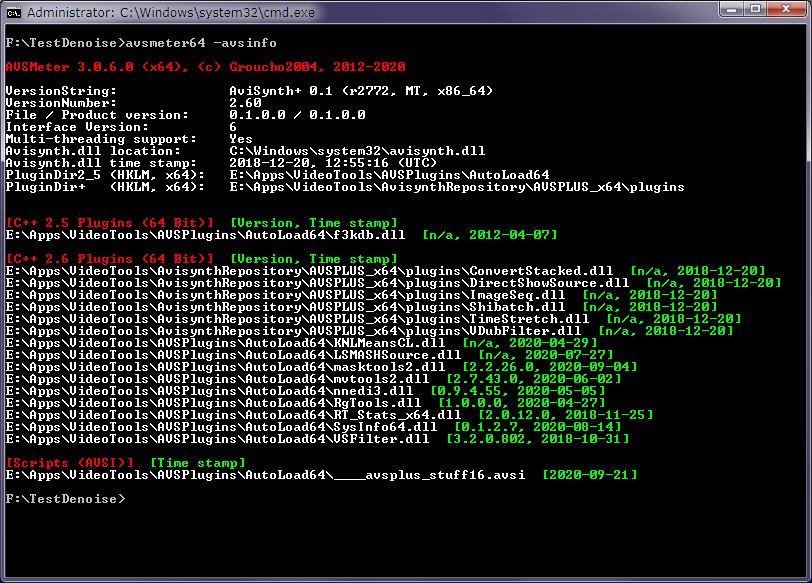 Administrator: C:\Windows\system32\cmd.exe
F:\TestDenoise>avsmeter64 -avsinfo
AVSMeter 3.0.6.0 (x64), (c) Groucho2004, 2012-2020
VersionString: AviSynth+ 0.1 (r2772, MT, x86_64)
VersionNumber: 2.60
File / Product version: 0.1.0.0 / 0.1.0.0
Interface Version: 6
Multi-threading support: Yes
Avisynth.dll location: C:\Windows\system32\avisynth.dll
Avisynth.dll time stamp: 2018-12-20, 12:55:16 (UTC)
PluginDir2_5 (HKLM, x64): E:\Apps\VideoTools\AVSPlugins\AutoLoad64
PluginDir+ (HKLM, x64): E:\Apps\VideoTools\AvisynthRepository\AVSPLUS_x64\plugins
[C++ 2.5 Plugins (64 Bit)] [Version, Time stamp]
E:\Apps\VideoTools\AVSPlugins\AutoLoad64\f3kdb.dll [n/a, 2012-04-07]
[C++ 2.6 Plugins (64 Bit)] [Version, Time stamp]
E:\Apps\VideoTools\AvisynthRepository\AVSPLUS_x64\plugins\ConvertStacked.dll [n/a, 2018-12-20]
E:\Apps\VideoTools\AvisynthRepository\AVSPLUS_x64\plugins\DirectShowSource.dll [n/a, 2018-12-20]
E:\Apps\VideoTools\AvisynthRepository\AVSPLUS_x64\plugins\ImageSeq.dll [n/a, 2018-12-20]
E:\Apps\VideoTools\AvisynthRepository\AVSPLUS_x64\plugins\Shibatch.dll [n/a, 2018-12-20]
E:\Apps\VideoTools\AvisynthRepository\AVSPLUS_x64\plugins\TimeStretch.dll [n/a, 2018-12-20]
E:\Apps\VideoTools\AvisynthRepository\AVSPLUS_x64\plugins\VDubFilter.dll [n/a, 2018-12-20]
E:\Apps\VideoTools\AVSPlugins\AutoLoad64\KNLMeansCL.dll [n/a, 2020-04-29]
E:\Apps\VideoTools\AVSPlugins\AutoLoad64\LSMASHSource.dll [n/a, 2020-07-27]
E:\Apps\VideoTools\AVSPlugins\AutoLoad64\masktools2.dll [2.2.26.0, 2020-09-04]
E:\Apps\VideoTools\AVSPlugins\AutoLoad64\mvtools2.dll [2.7.43.0, 2020-06-02]
E:\Apps\VideoTools\AVSPlugins\AutoLoad64\nnedi3.dll [0.9.4.55, 2020-05-05]
E:\Apps\VideoTools\AVSPlugins\AutoLoad64\RgTools.dll [1.0.0.0, 2020-04-27]
E:\Apps\VideoTools\AVSPlugins\AutoLoad64\RT_Stats_x64.dll [2.0.12.0, 2018-11-25]
E:\Apps\VideoTools\AVSPlugins\AutoLoad64\SysInfo64.dll [0.1.2.7, 2020-08-14]
E:\Apps\VideoTools\AVSPlugins\AutoLoad64\VSFilter.dll [3.2.0.802, 2018-10-31]
[Scripts (AVSI)] [Time stamp]
E:\Apps\VideoTools\AVSPlugins\AutoLoad64\____avsplus_stuff16.avsi [2020-09-21]
F:\TestDenoise>